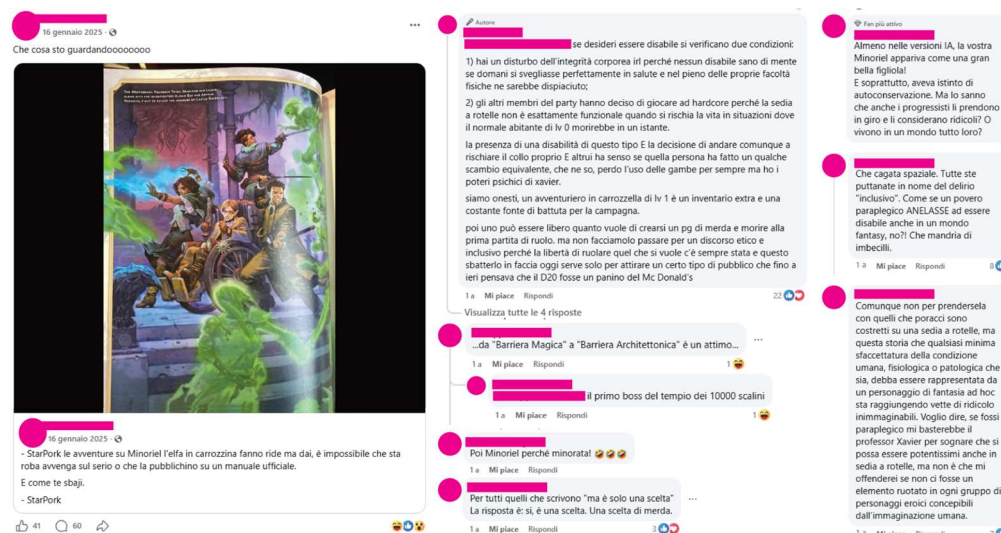 16 gennaio 2025 ·
Che cosa sto guardandoooooooo
16 gennaio 2025 ·
- StarPork le avventure su Minoriel l'elfa in carrozzina fanno ride ma dai, è impossibile che sta
roba avvenga sul serio o che la pubblichino su un manuale ufficiale.
E come te sbaji.
- StarPork
41
60
Autore
se desideri essere disabile si verificano due condizioni:
1) hai un disturbo dell'integrità corporea irl perché nessun disabile sano di mente
se domani si svegliasse perfettamente in salute e nel pieno delle proprie facoltà
fisiche ne sarebbe dispiaciuto;
2) gli altri membri del party hanno deciso di giocare ad hardcore perché la sedia
a rotelle non è esattamente funzionale quando si rischia la vita in situazioni dove
il normale abitante di lv 0 morirebbe in un istante.
la presenza di una disabilità di questo tipo E la decisione di andare comunque a
rischiare il collo proprio E altrui ha senso se quella persona ha fatto un qualche
scambio equivalente, che ne so, perdo l'uso delle gambe per sempre ma ho i
poteri psichici di xavier.
siamo onesti, un avventuriero in carrozzella di lv 1 è un inventario extra e una
costante fonte di battuta per la campagna.
poi uno può essere libero quanto vuole di crearsi un pg di merda e morire alla
prima partita di ruolo. ma non facciamolo passare per un discorso etico e
inclusivo perché la libertà di ruolare quel che si vuole c'è sempre stata e questo
sbatterlo in faccia oggi serve solo per attirare un certo tipo di pubblico che fino a
ieri pensava che il D20 fosse un panino del Mc Donald's
1 a Mi piace Rispondi 22
Visualizza tutte le 4 risposte
...da "Barriera Magica" a "Barriera Architettonica" è un attimo...
1 a Mi piace Rispondi 1
il primo boss del tempio dei 10000 scalini
1 a Mi piace Rispondi 1
Poi Minoriel perché minorata! 🤣🤣🤣
1 a Mi piace Rispondi
Per tutti quelli che scrivono "ma è solo una scelta"
La risposta è: si, è una scelta. Una scelta di merda.
1 a Mi piace Rispondi 3
Fan più attivo
Almeno nelle versioni IA, la vostra
Minoriel appariva come una gran
bella figliola!
E soprattutto, aveva istinto di
autoconservazione. Ma lo sanno
che anche i progressisti li prendono
in giro e li considerano ridicoli? O
vivono in un mondo tutto loro?
Che cagata spaziale. Tutte ste
puttanate in nome del delirio
"inclusivo". Come se un povero
paraplegico ANELASSE ad essere
disabile anche in un mondo
fantasy, no?! Che mandria di
imbecilli.
1 a Mi piace Rispondi 8
Comunque non per prendersela
con quelli che poracci sono
costretti su una sedia a rotelle, ma
questa storia che qualsiasi minima
sfaccettatura della condizione
umana, fisiologica o patologica che
sia, debba essere rappresentata da
un personaggio di fantasia ad hoc
sta raggiungendo vette di ridicolo
inimmaginabili. Voglio dire, se fossi
paraplegico mi basterebbe il
professor Xavier per sognare che si
possa essere potentissimi anche in
sedia a rotelle, ma non è che mi
offenderei se non ci fosse un
elemento ruotato in ogni gruppo di
personaggi eroici concepibili
dall'immaginazione umana.